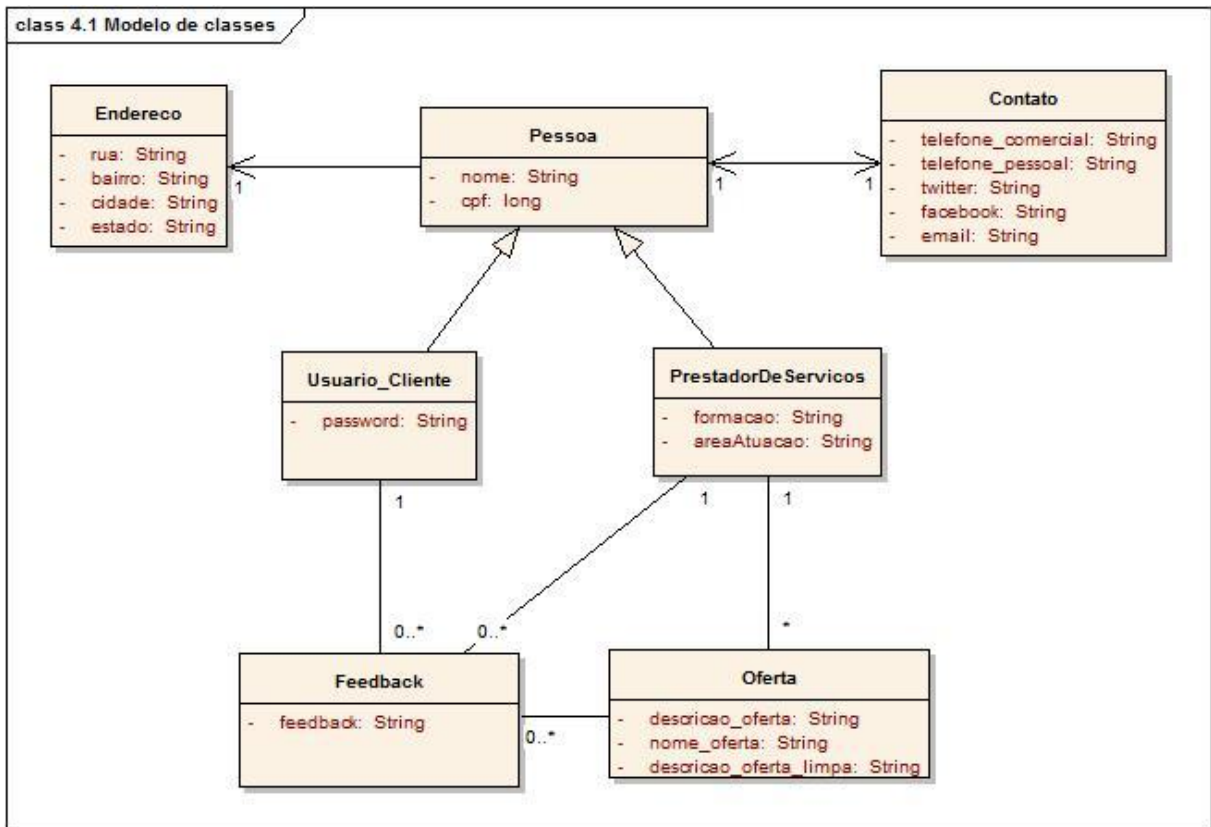 class 4.1 Modelo de classes
Endereco
- rua: String
- bairro: String
- cidade: String
- estado: String
1
Pessoa
- nome: String
- cpf: long
1
1
Contato
- telefone_comercial: String
- telefone_pessoal: String
- twitter: String
- facebook: String
- email: String
Usuario_Cliente
- password: String
1
PrestadorDeServicos
- formacao: String
- areaAtuacao: String
1
1
0..*
0..*
*
Feedback
- feedback: String
0..*
Oferta
- descricao_oferta: String
- nome_oferta: String
- descricao_oferta_limpa: String